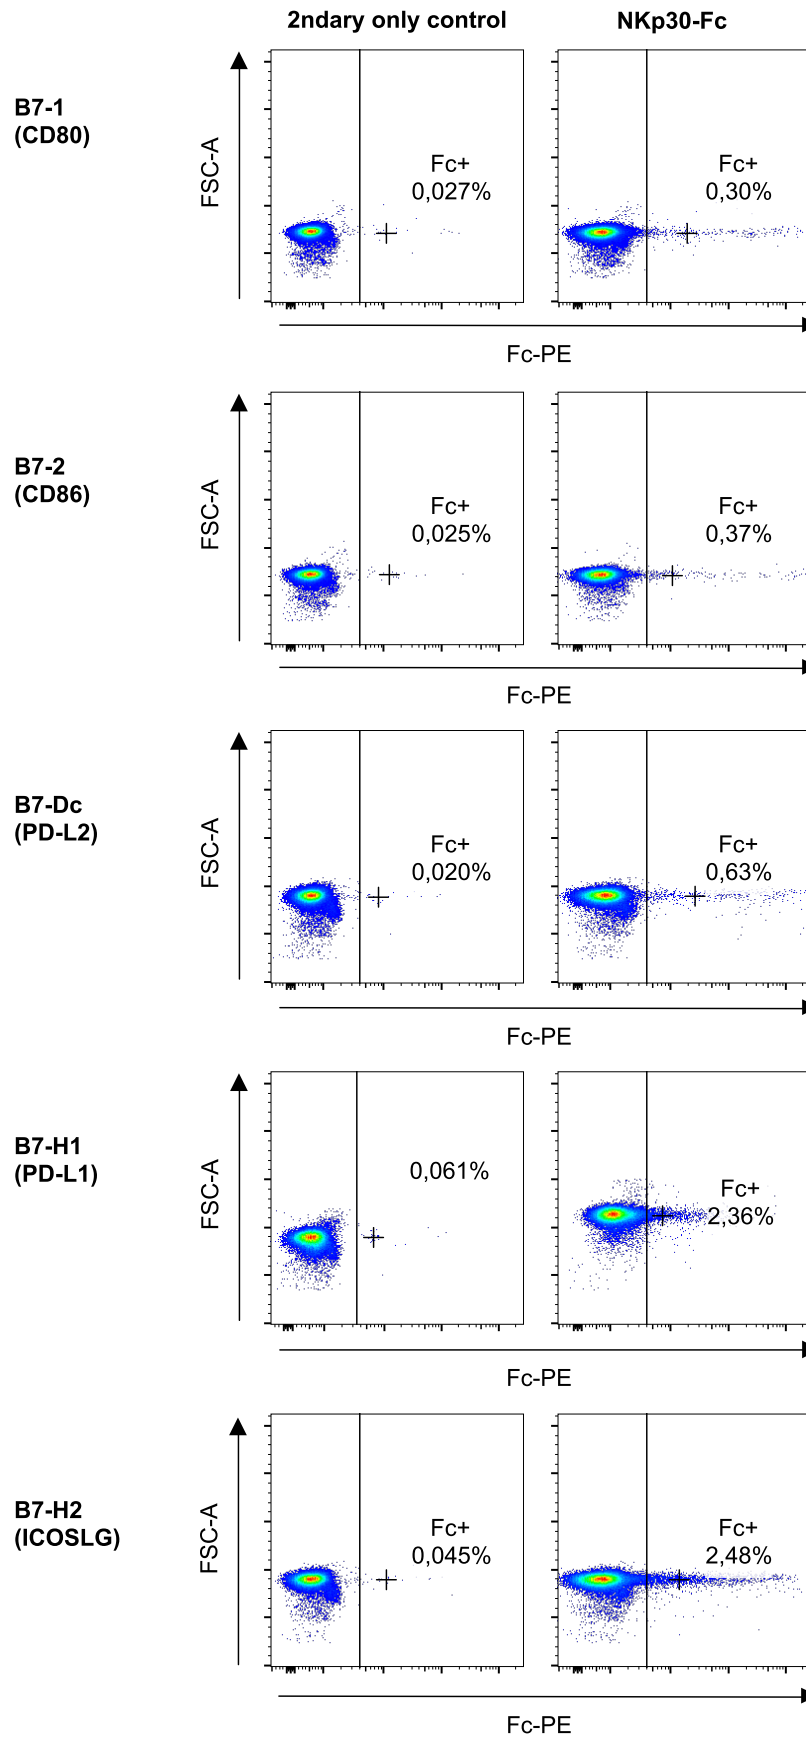 2ndary only control
NKp30-Fc
B7-1
(CD80)
FSC-A
Fc+
0,027%
Fc+
0,30%
Fc-PE
B7-2
(CD86)
FSC-A
Fc+
0,025%
Fc+
0,37%
Fc-PE
B7-Dc
(PD-L2)
FSC-A
Fc+
0,020%
Fc+
0,63%
Fc-PE
B7-H1
(PD-L1)
FSC-A
0,061%
Fc+
2,36%
Fc-PE
B7-H2
(ICOSLG)
FSC-A
Fc+
0,045%
Fc+
2,48%
Fc-PE